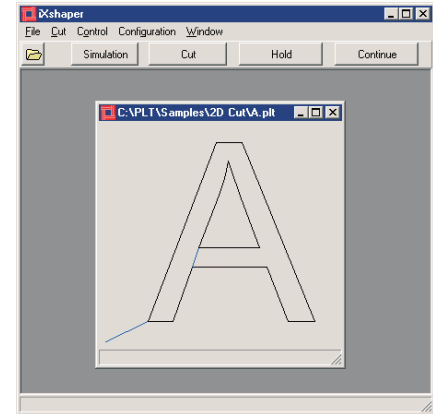 iXshaper
File Cut Control Configuration Window
Simulation Cut Hold Continue
C:\PLT\Samples\2D Cut\A.plt
A